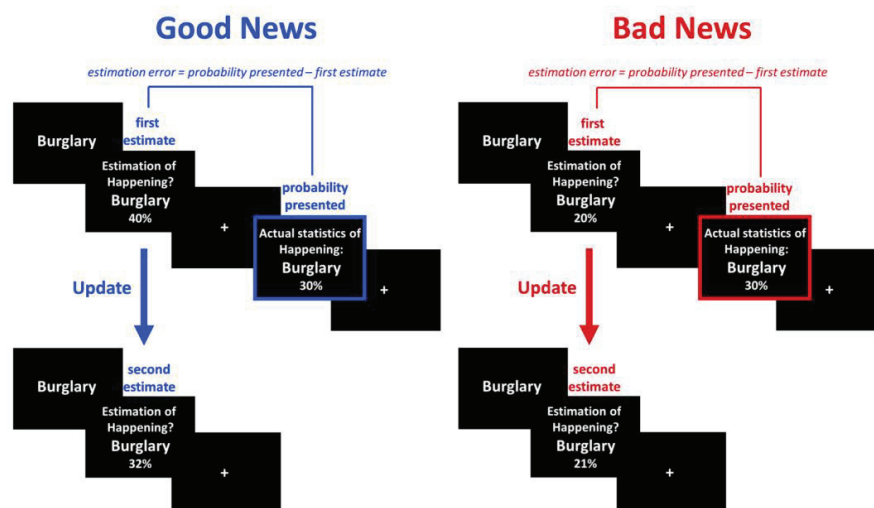 Good News
estimation error = probability presented – first estimate
Burglary
first
estimate
Estimation of
Happening?
Burglary
40%
+
probability
presented
Actual statistics of
Happening:
Burglary
30%
+
Update
second
estimate
Burglary
Estimation of
Happening?
Burglary
32%
+
Bad News
estimation error = probability presented – first estimate
Burglary
first
estimate
Estimation of
Happening?
Burglary
20%
+
probability
presented
Actual statistics of
Happening:
Burglary
30%
+
Update
second
estimate
Burglary
Estimation of
Happening?
Burglary
21%
+